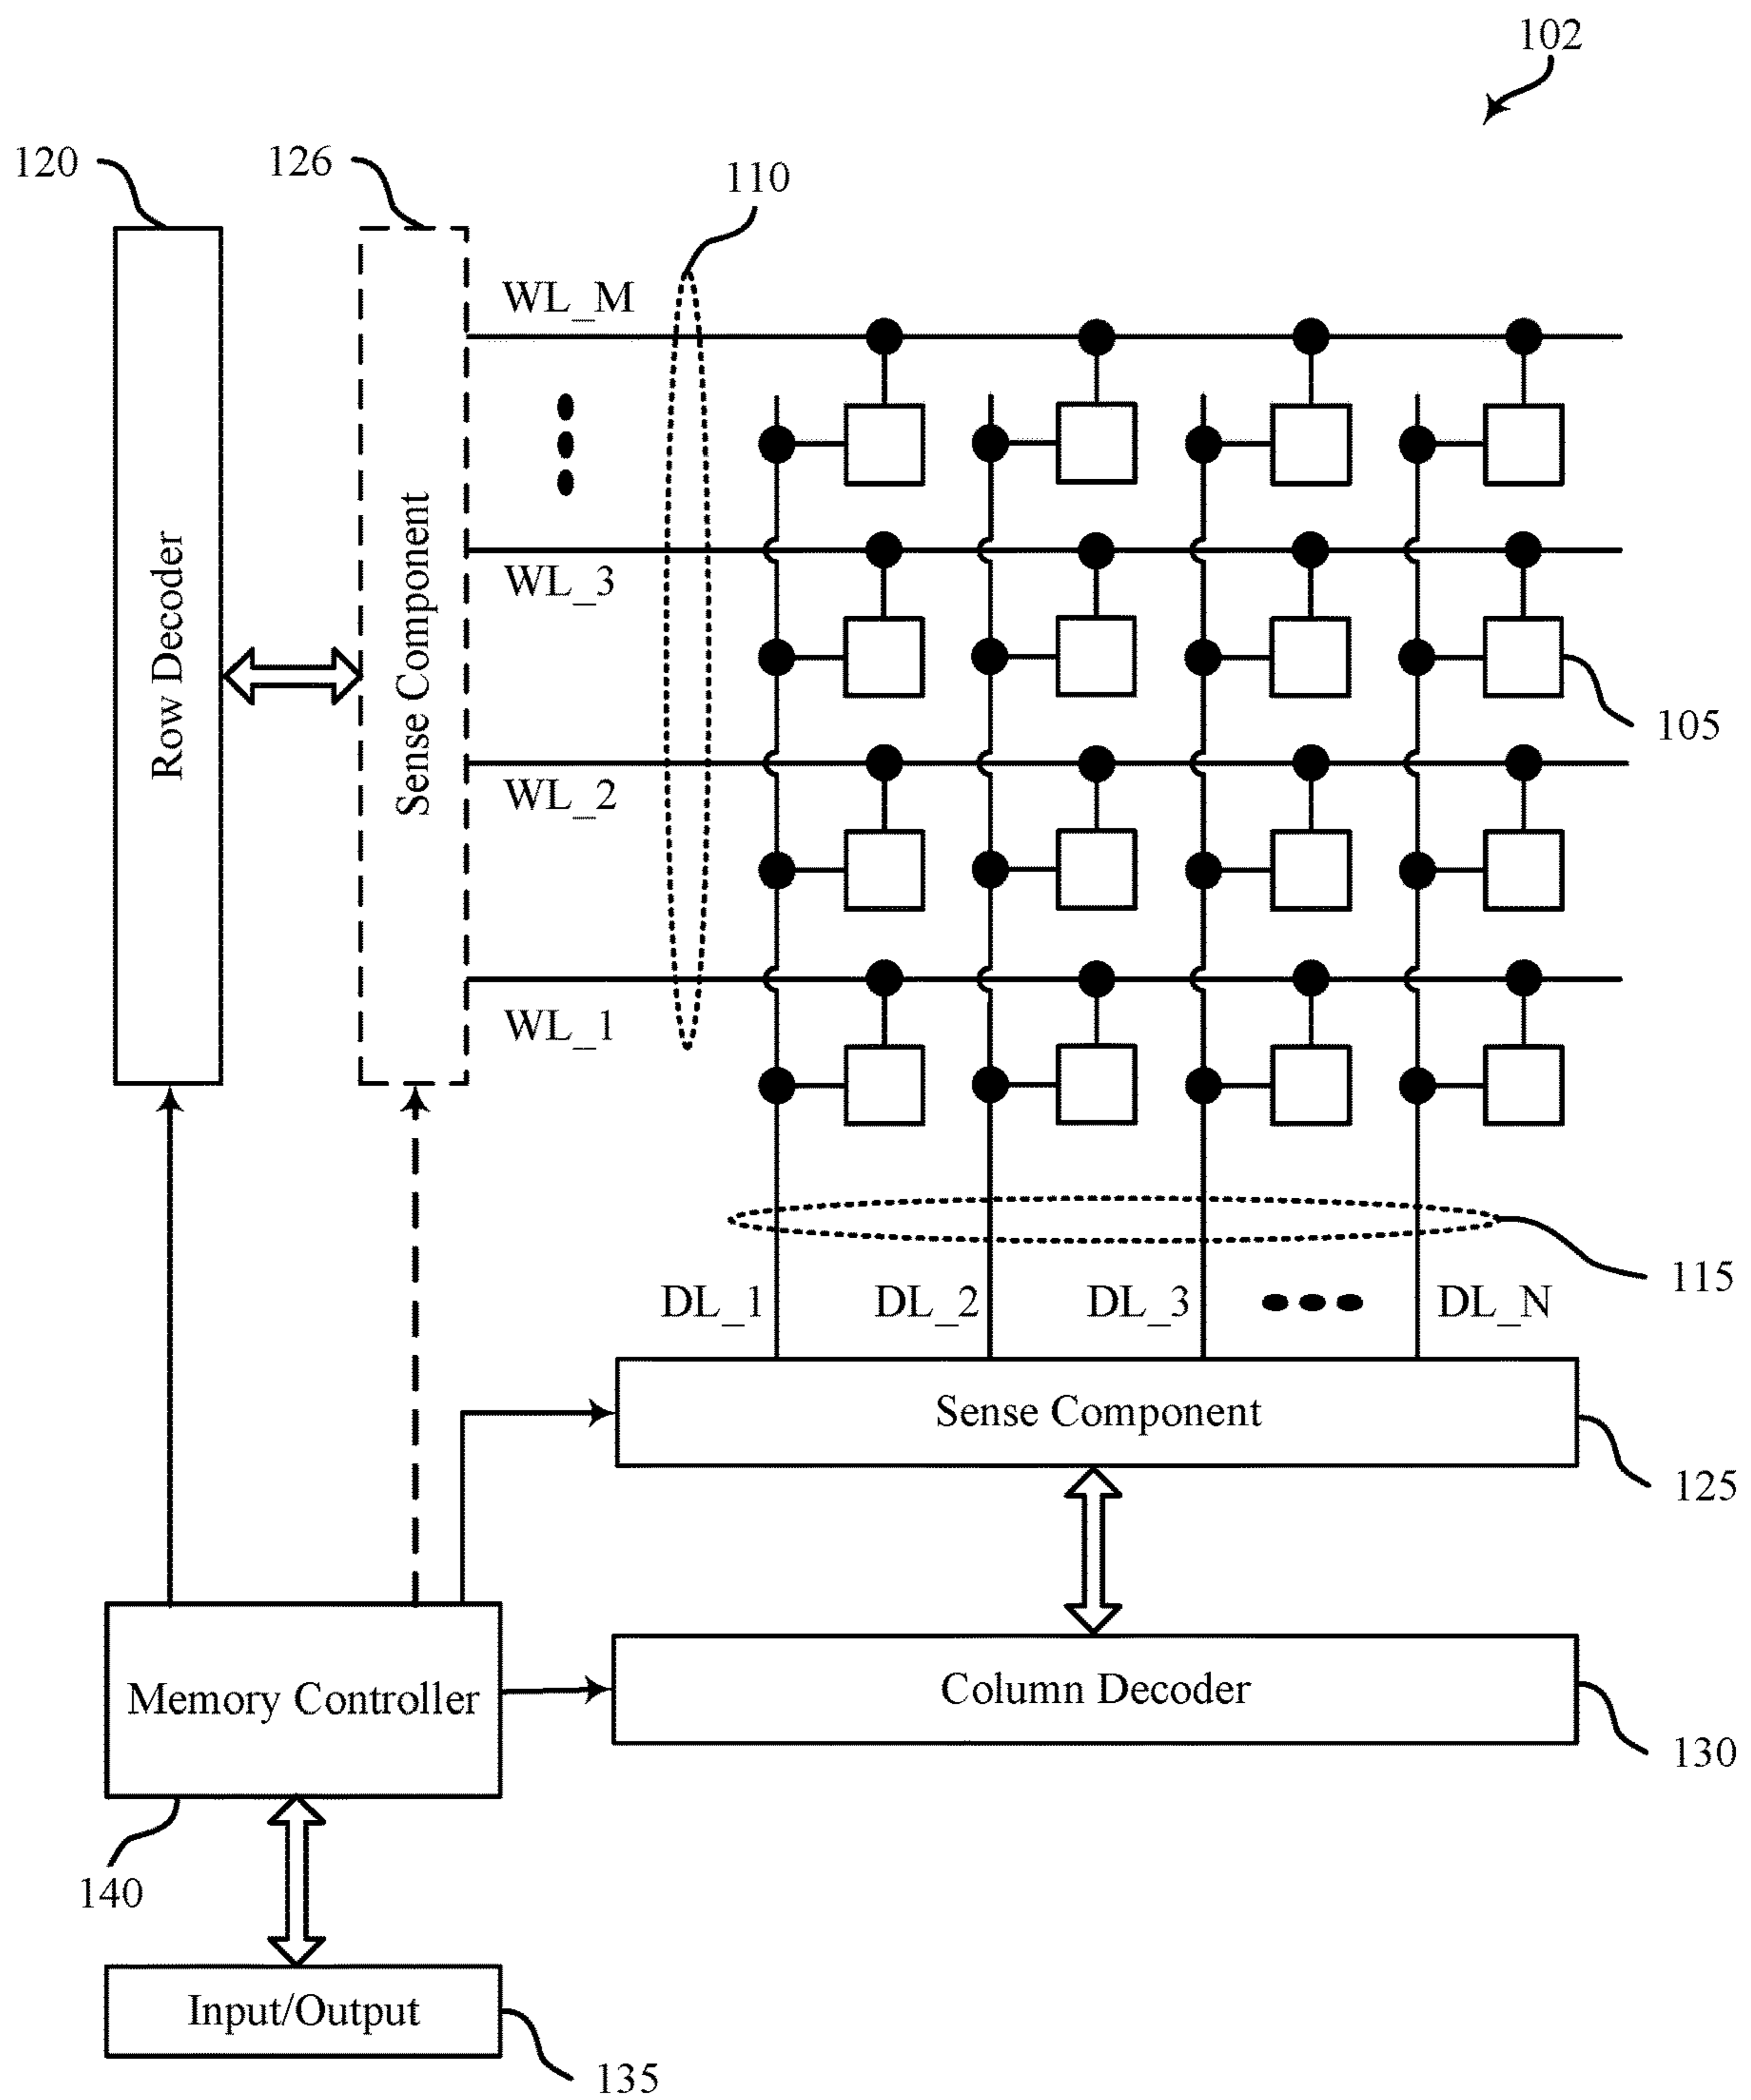 102
120
126
110
WL_M
Row Decoder
Sense Component
WL_3
105
WL_2
WL_1
115
DL_1
DL_2
DL_3
DL_N
Sense Component
125
Memory Controller
Column Decoder
130
140
Input/Output
135